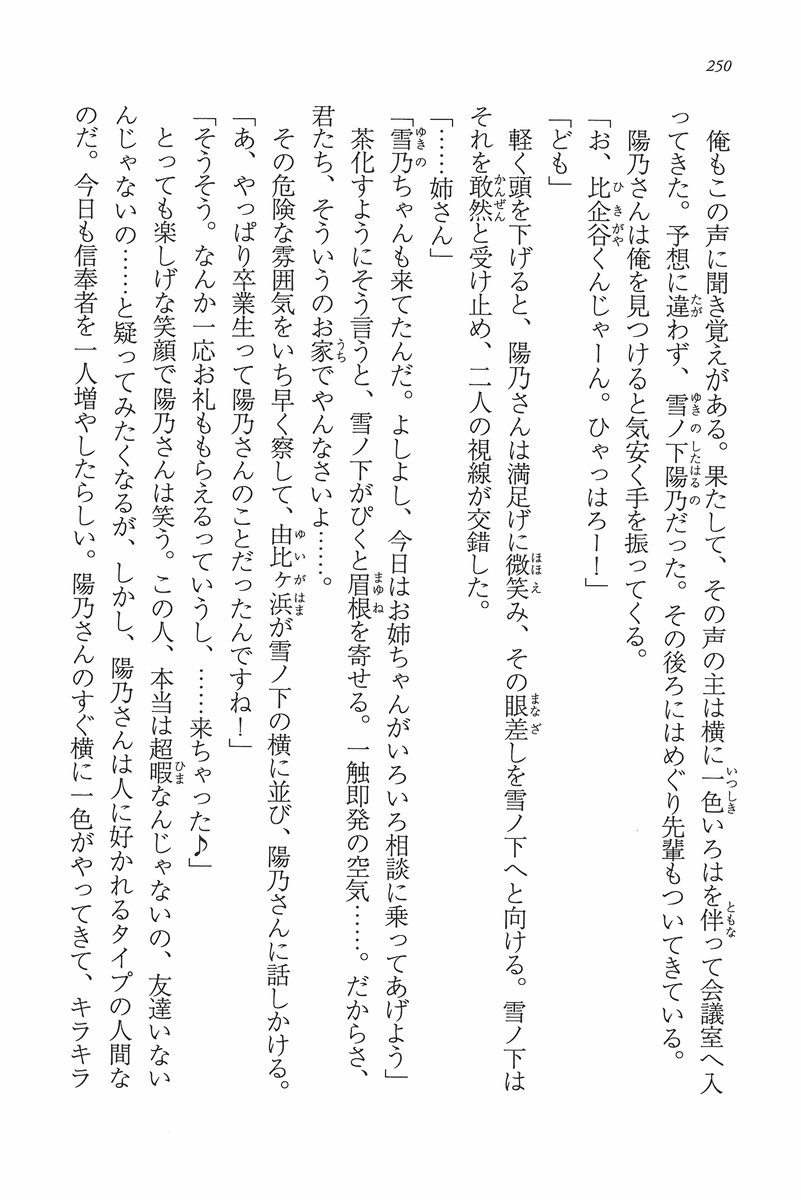 250
俺もこの声に聞き覚えがある。果たして、その声の主は横に一色いろはを伴って会議室へ入
ってきた。予想に違わず、雪ノ下陽乃だった。その後ろにはめぐり先輩もついてきている。
陽乃さんは俺を見つけると気安く手を振ってくる。
「お、比企谷くんじゃーん。ひゃっはろー！」
「ども」
軽く頭を下げると、陽乃さんは満足げに微笑み、その眼差しを雪ノ下へと向ける。雪ノ下は
それを敢然と受け止め、二人の視線が交錯した。
「……姉さん」
「雪乃ちゃんも来てたんだ。よしよし、今日はお姉ちゃんがいろいろ相談に乗ってあげよう」
茶化すようにそう言うと、雪ノ下がぴくと眉根を寄せる。一触即発の空気……。だからさ、
君たち、そういうのお家でやんなさいよ……。
その危険な雰囲気をいち早く察して、由比ヶ浜が雪ノ下の横に並び、陽乃さんに話しかける。
「あ、やっぱり卒業生って陽乃さんのことだったんですね！」
「そうそう。なんか一応お礼ももらえるっていうし、……来ちゃった♪」
とっても楽しげな笑顔で陽乃さんは笑う。この人、本当は超暇なんじゃないの、友達いない
んじゃないの……と疑ってみたくなるが、しかし、陽乃さんは人に好かれるタイプの人間な
のだ。今日も信奉者を一人増やしたらしい。陽乃さんのすぐ横に一色がやってきて、キラキラ